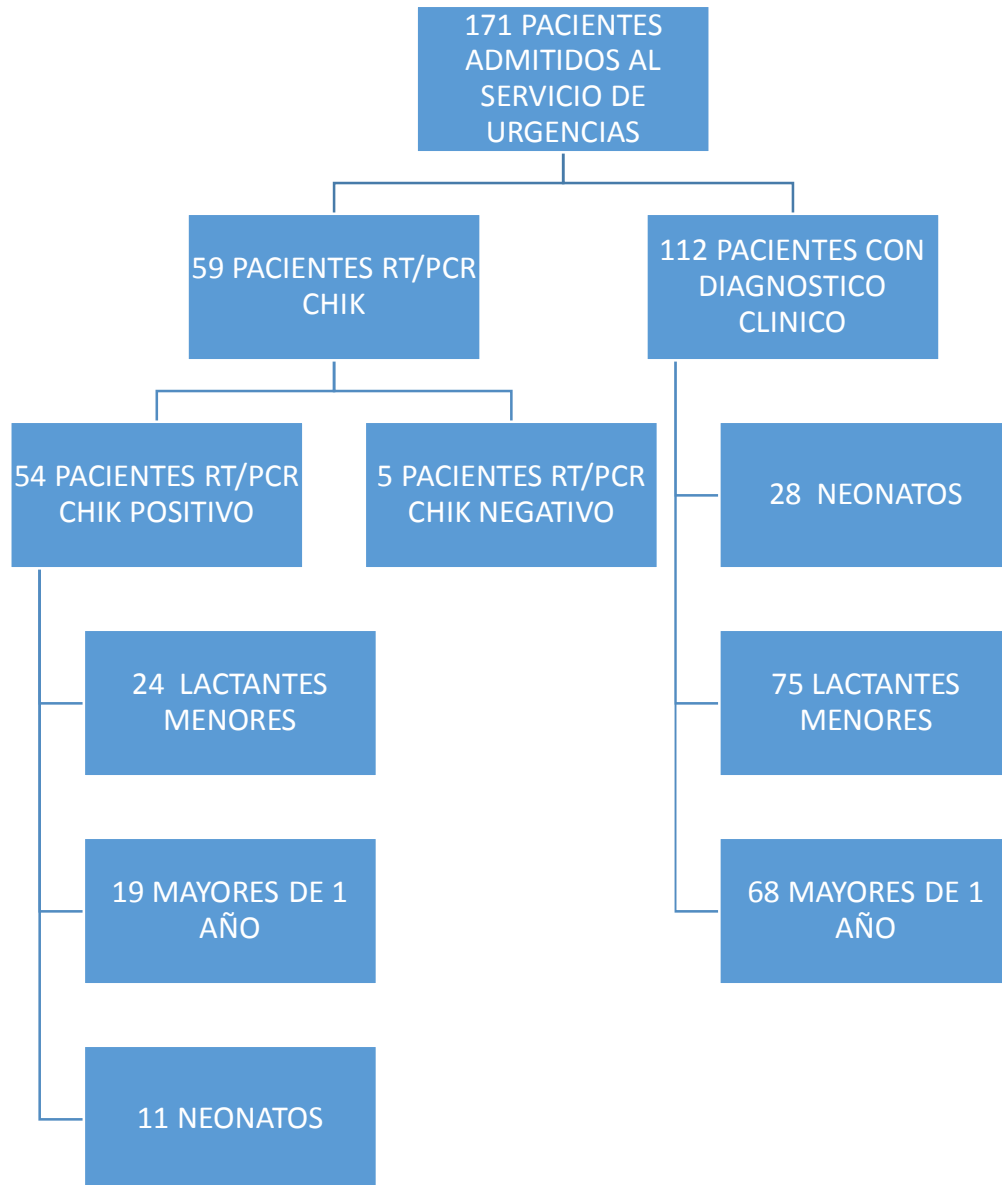 171 PACIENTES
ADMITIDOS AL
SERVICIO DE
URGENCIAS
59 PACIENTES RT/PCR
CHIK
112 PACIENTES CON
DIAGNOSTICO
CLINICO
54 PACIENTES RT/PCR
CHIK POSITIVO
5 PACIENTES RT/PCR
CHIK NEGATIVO
28 NEONATOS
24 LACTANTES
MENORES
75 LACTANTES
MENORES
19 MAYORES DE 1
AÑO
68 MAYORES DE 1
AÑO
11 NEONATOS